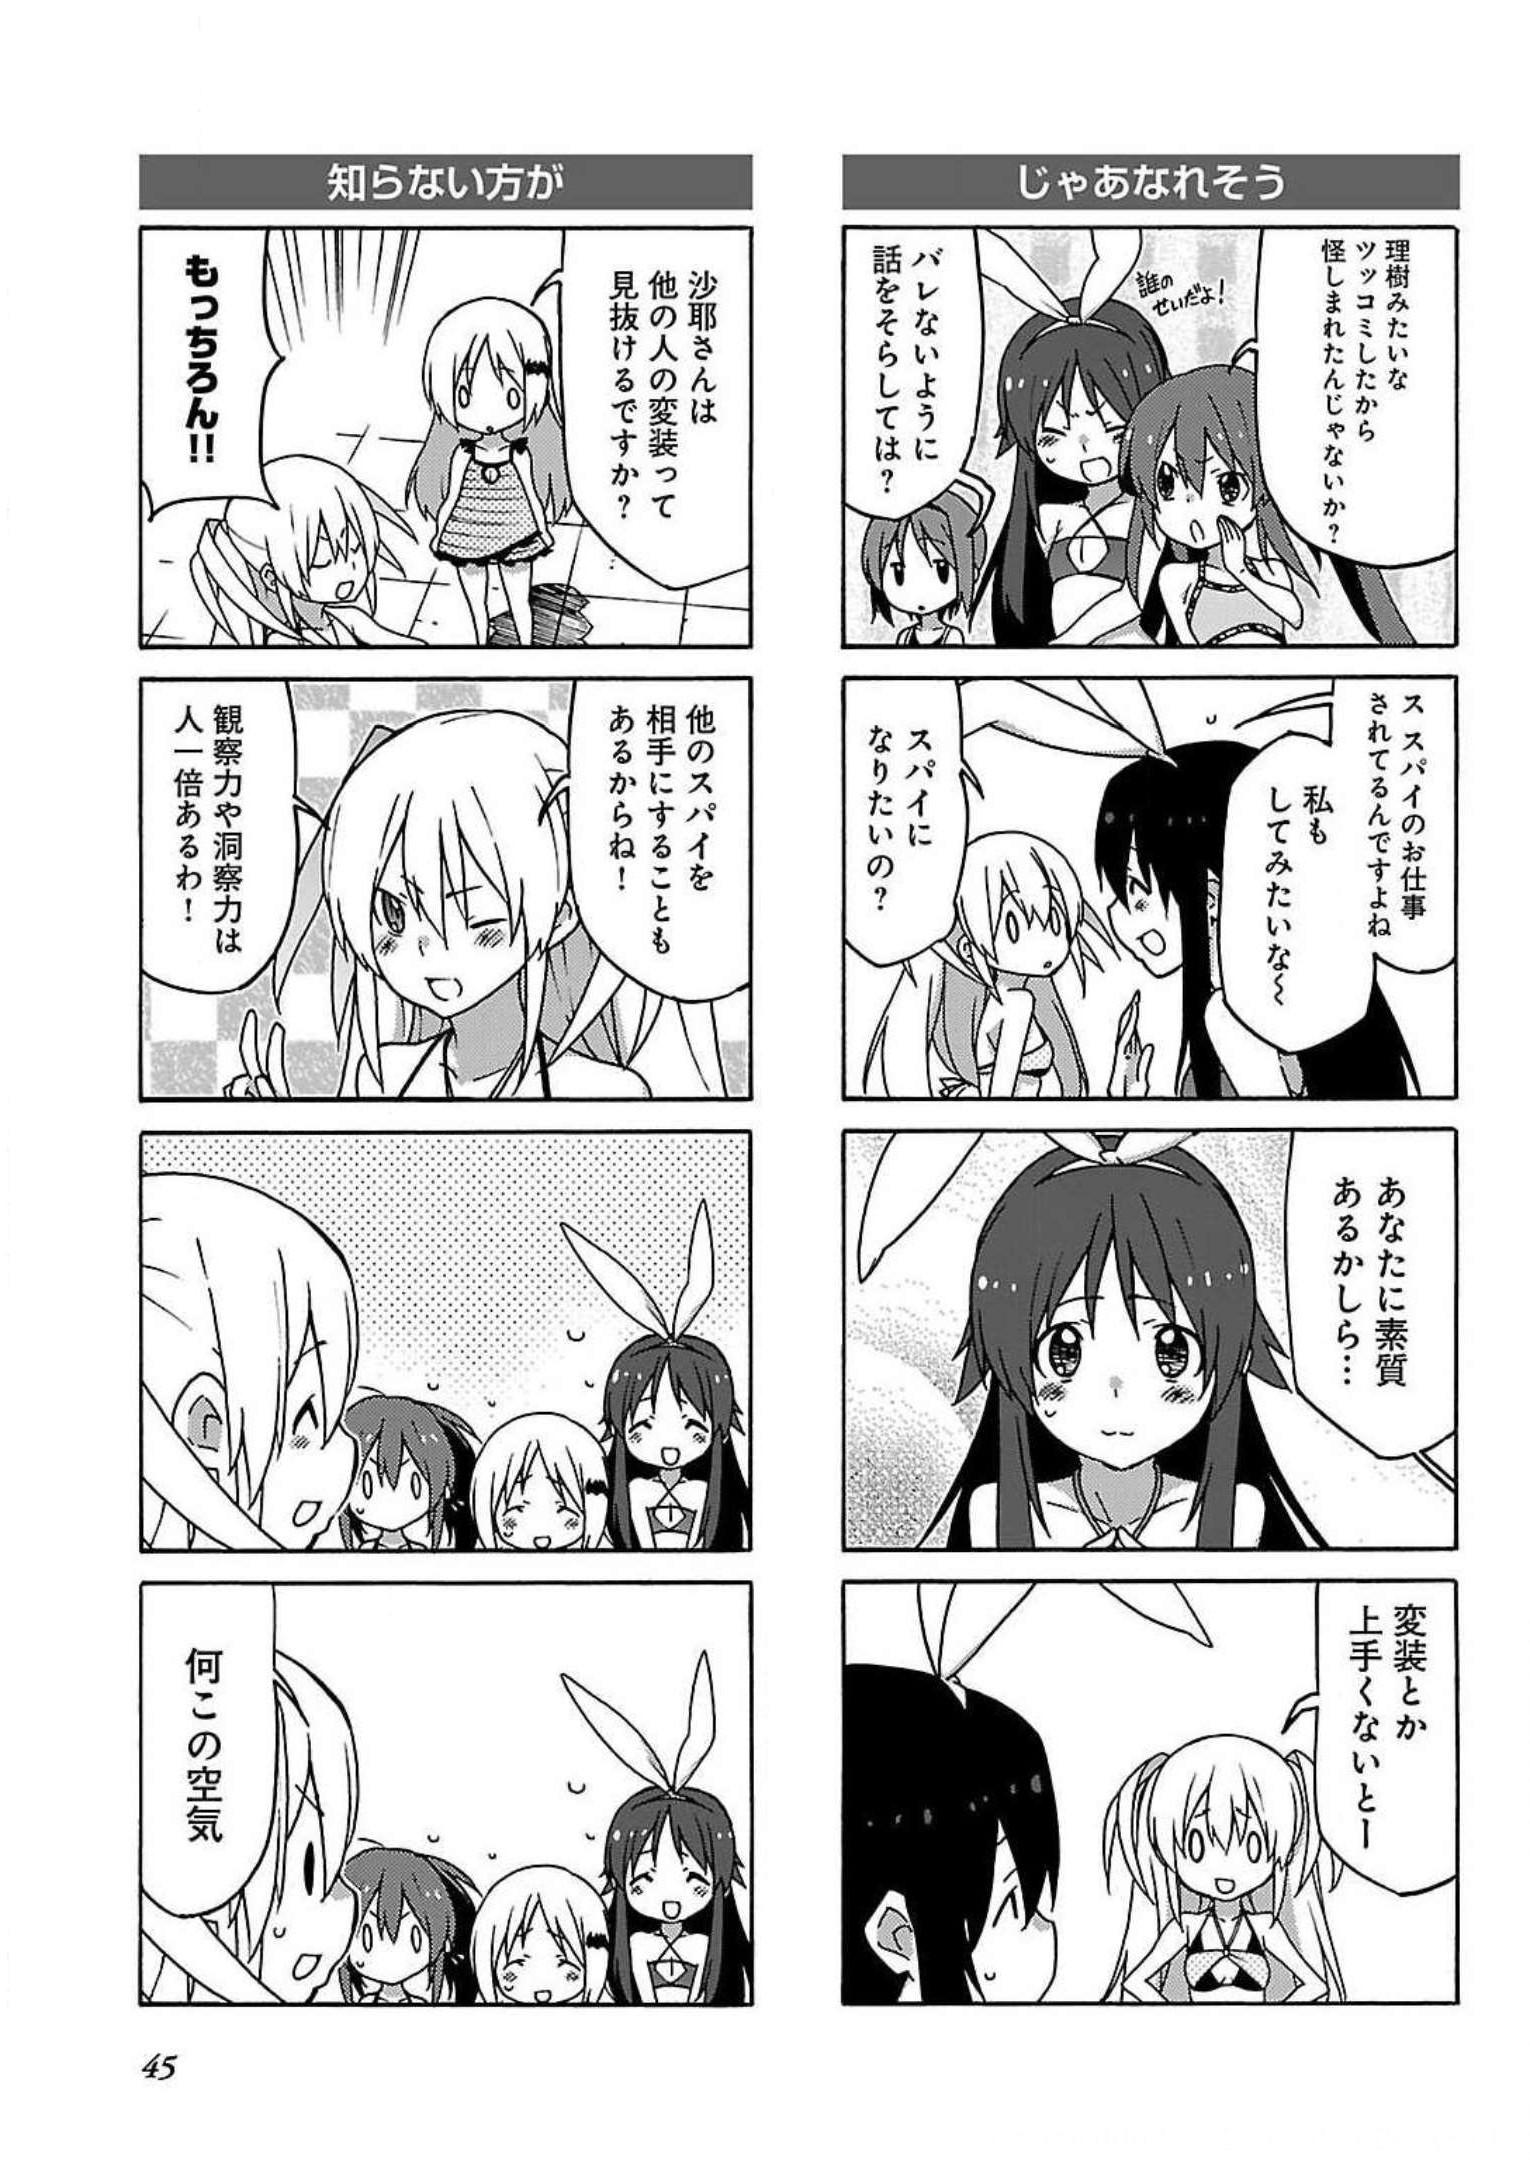 じゃあなれそう
理樹みたいな
ツッコミしたから
怪しまれたんじゃないか？
誰の
せいだよ！
バレないように
話をそらしては？
スパイのお仕事
されてるんですよね
私も
してみたいな〜
スパイに
なりたいの？
あなたに素質
あるかしら…
変装とか
上手くないとー
知らない方が
沙耶さんは
他の人の変装って
見抜けるですか？
もっちろん!!
他のスパイを
相手にすることも
あるからね！
観察力や洞察力は
人一倍あるわ！
何この空気
45